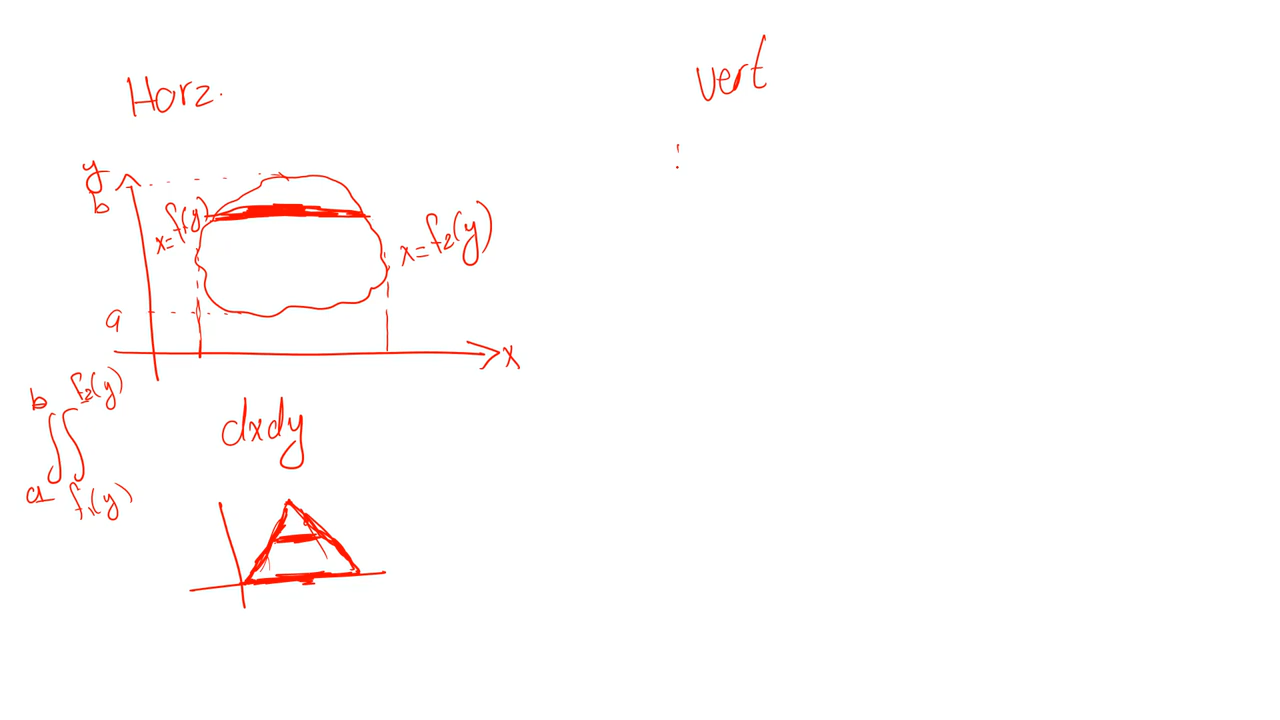 Horz.
vert
y
b
x=f1(y)
x=f2(y)
a
x
b
f2(y)
∫∫
dxdy
a
f1(y)